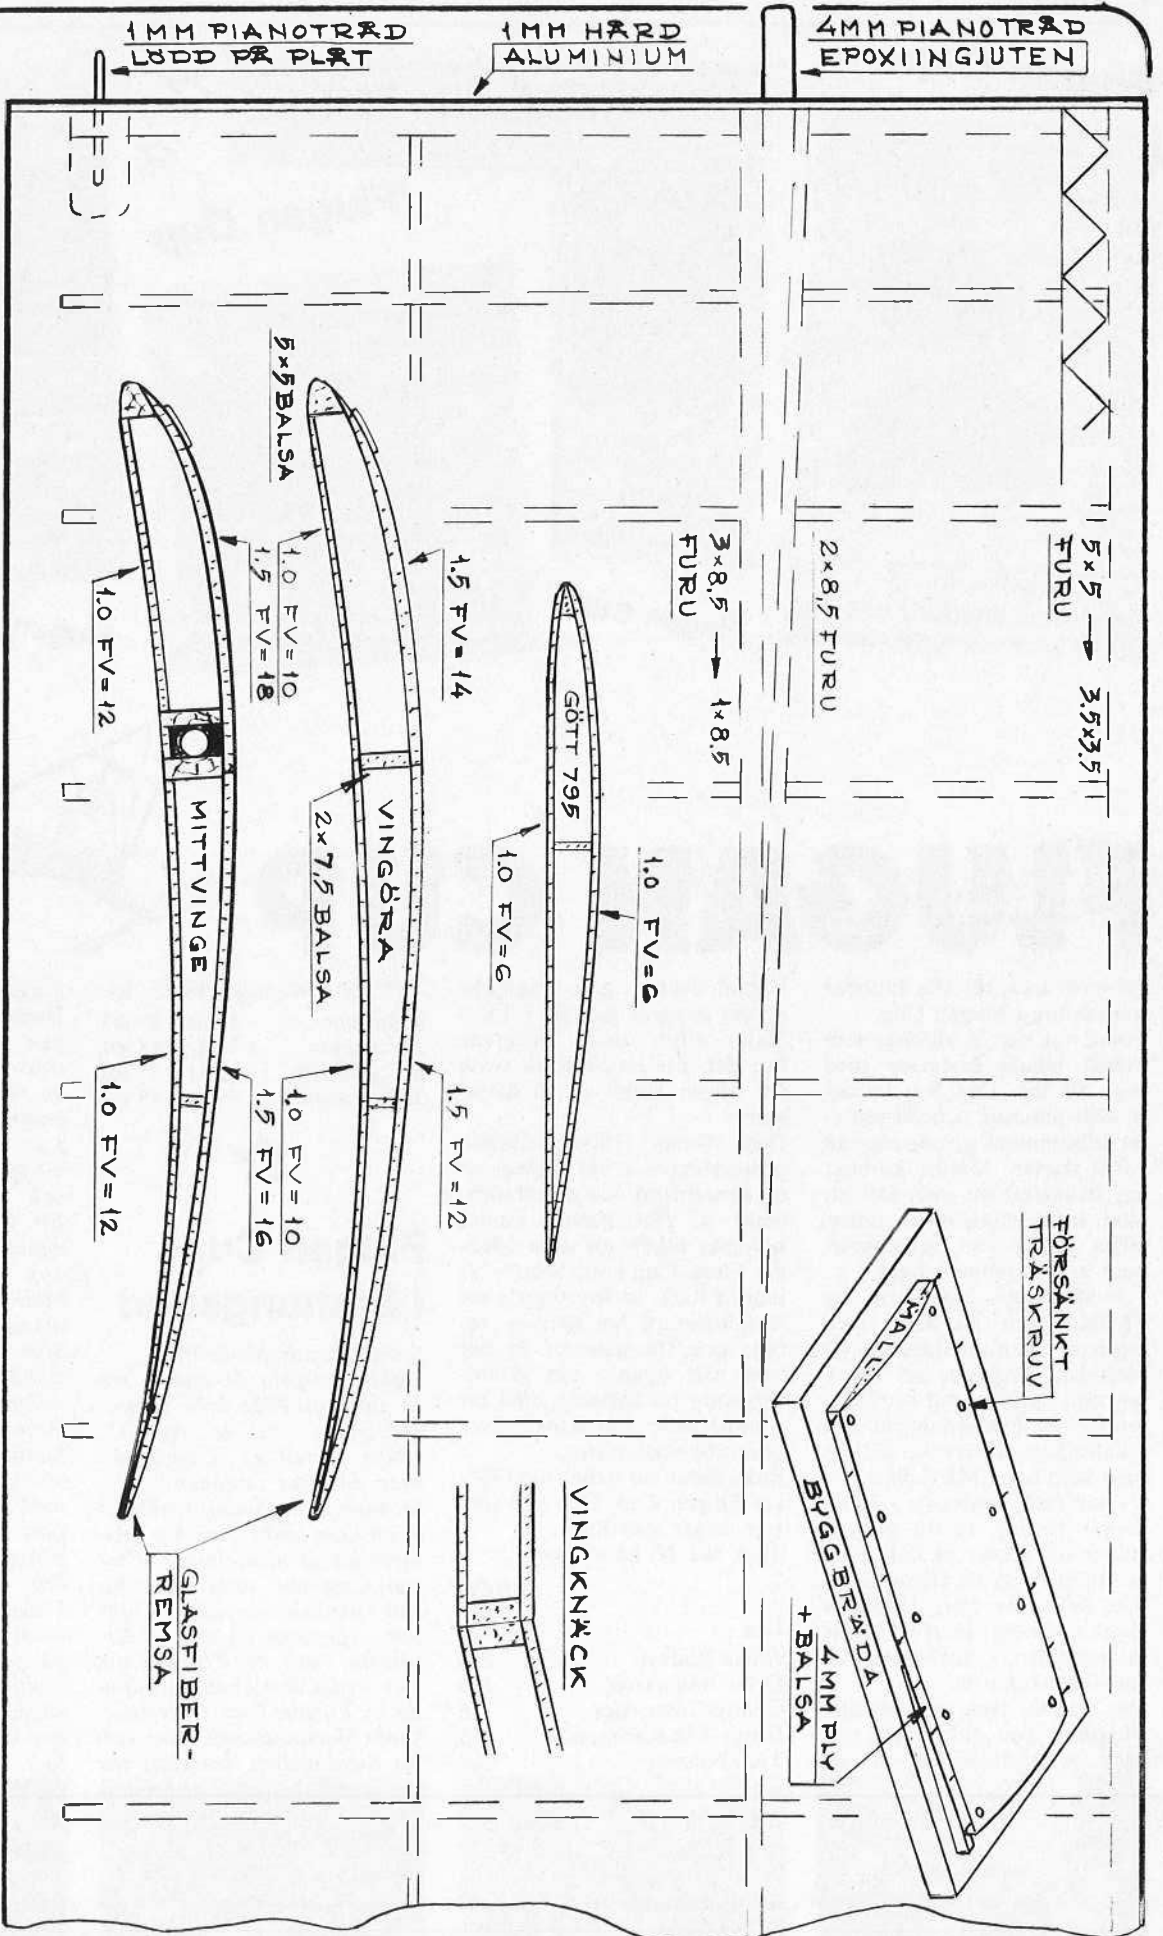 1MM PIANOTRÅD
LÖDD PÅ PLÅT
1MM HÅRD
ALUMINIUM
4MM PIANOTRÅD
EPOXIINGJUTEN
5×5 → 3.5×3.5
FURU
2×8,5 FURU
3×8,5 → 1×8.5
FURU
GÖTT 795
1.0 FV=6
1.0 FV=6
5×5 BALSA
1.5 FV=14
1.0 FV=10
1.5 FV=18
VINGÖRA
2×7,5 BALSA
1.5 FV=12
1.0 FV=10
1.5 FV=16
1.0 FV=12
MITTVINGE
1.0 FV=12
GLASFIBER-
REMSA
VINGKNÄCK
FÖRSÄNKT
TRÄSKRUV
"MALL"
BYGGBRÄDA
4MM PLY
+ BALSA